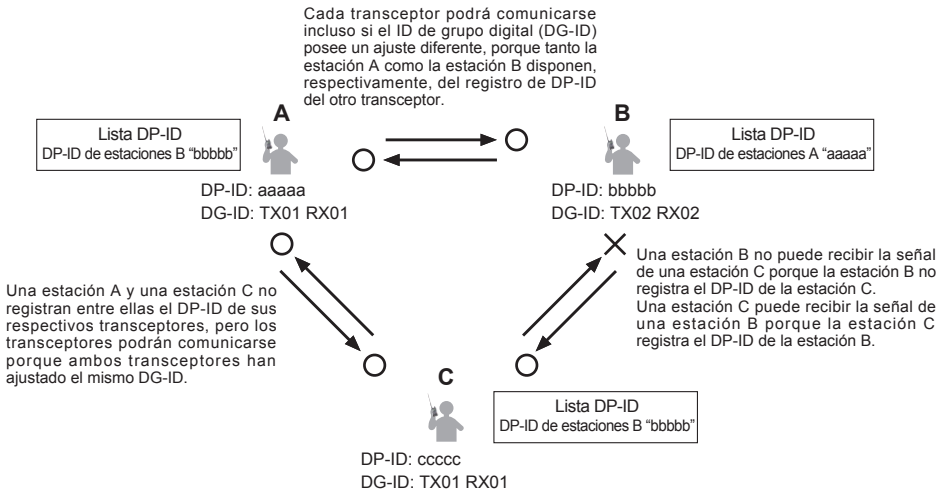 Cada transceptor podrá comunicarse
incluso si el ID de grupo digital (DG-ID)
posee un ajuste diferente, porque tanto la
estación A como la estación B disponen,
respectivamente, del registro de DP-ID
del otro transceptor.
A
B
Lista DP-ID
DP-ID de estaciones B “bbbbb”
Lista DP-ID
DP-ID de estaciones A “aaaaa”
DP-ID: aaaaa
DG-ID: TX01 RX01
DP-ID: bbbbb
DG-ID: TX02 RX02
Una estación B no puede recibir la señal
de una estación C porque la estación B no
registra el DP-ID de la estación C.
Una estación C puede recibir la señal de
una estación B porque la estación C
registra el DP-ID de la estación B.
Una estación A y una estación C no
registran entre ellas el DP-ID de sus
respectivos transceptores, pero los
transceptores podrán comunicarse
porque ambos transceptores han
ajustado el mismo DG-ID.
C
Lista DP-ID
DP-ID de estaciones B “bbbbb”
DP-ID: ccccc
DG-ID: TX01 RX01